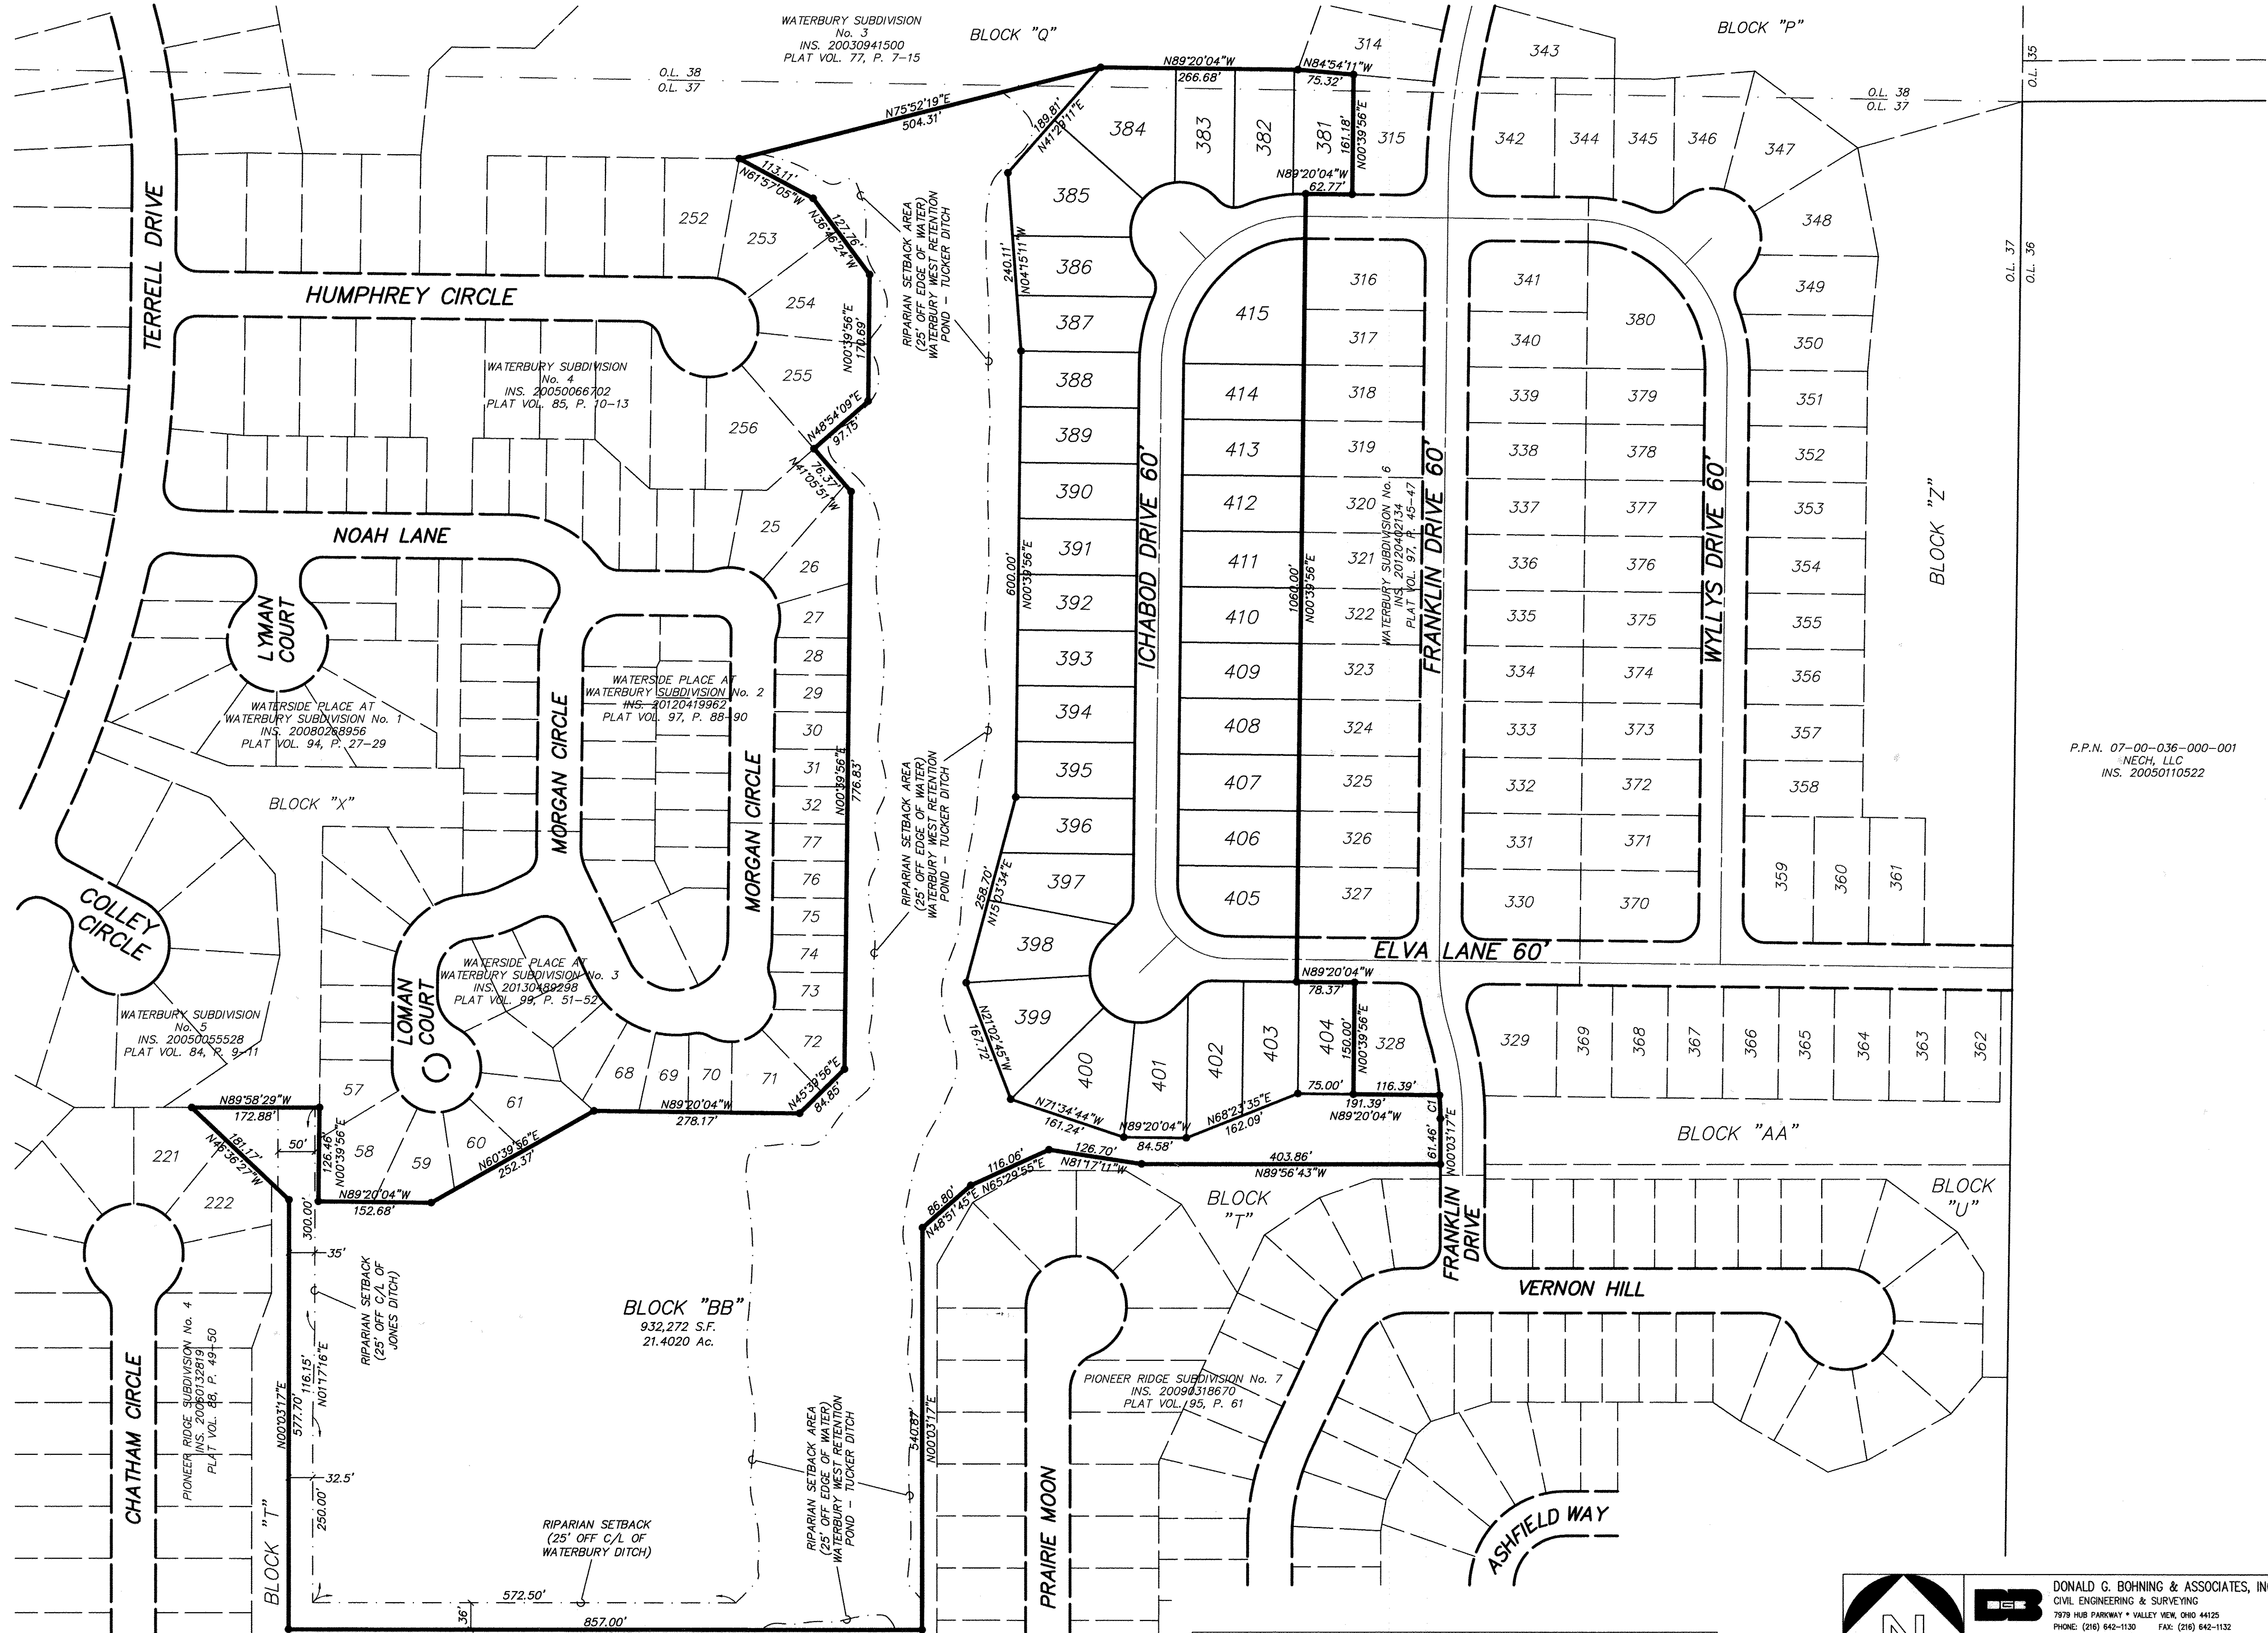 WATERBURY SUBDIVISION
No. 3
INS. 20030941500
PLAT VOL. 77, P. 7-15
BLOCK "Q"
BLOCK "P"
O.L. 38
O.L. 37
N75°52'19"E
504.31'
N89°20'04"W
266.68'
N84°54'11"W
75.32'
314
343
O.L. 38
O.L. 37
O.L. 35
O.L. 37
O.L. 36
189.81'
N41°29'11"E
384
383
382
381
161.18'
N00°39'56"E
315
342
344
345
346
347
348
349
350
351
352
353
354
355
356
357
358
359
360
361
N89°20'04"W
62.77'
TERRELL DRIVE
252
253
254
255
256
113.11'
N61°57'05"W
127.76'
N36°46'24"W
N00°39'56"E
170.69'
N48°54'09"E
97.15'
76.37'
N41°05'51"W
HUMPHREY CIRCLE
WATERBURY SUBDIVISION
No. 4
INS. 20050066702
PLAT VOL. 85, P. 10-13
RIPARIAN SETBACK AREA
(25' OFF EDGE OF WATER)
WATERBURY WEST RETENTION
POND - TUCKER DITCH
240.11'
N04°15'11"W
385
386
387
388
389
390
391
392
393
394
395
396
397
398
399
600.00'
N00°39'56"E
258.70'
N15°03'34"E
ICHABOD DRIVE 60'
415
414
413
412
411
410
409
408
407
406
405
1060.00'
N00°39'56"E
316
317
318
319
320
321
322
323
324
325
326
327
WATERBURY SUBDIVISION No. 6
INS. 20120402134
PLAT VOL. 97, P. 45-47
FRANKLIN DRIVE 60'
341
340
339
338
337
336
335
334
333
332
331
330
380
379
378
377
376
375
374
373
372
371
370
WYLLYS DRIVE 60'
BLOCK "Z"
P.P.N. 07-00-036-000-001
NECH, LLC
INS. 20050110522
NOAH LANE
LYMAN
COURT
25
26
27
28
29
30
31
32
77
76
75
74
73
72
N00°39'56"E
776.83'
WATERSIDE PLACE AT
WATERBURY SUBDIVISION No. 1
INS. 20080268956
PLAT VOL. 94, P. 27-29
WATERSIDE PLACE AT
WATERBURY SUBDIVISION No. 2
INS. 20120419962
PLAT VOL. 97, P. 88-90
MORGAN CIRCLE
MORGAN CIRCLE
RIPARIAN SETBACK AREA
(25' OFF EDGE OF WATER)
WATERBURY WEST RETENTION
POND - TUCKER DITCH
BLOCK "X"
COLLEY
CIRCLE
LOMAN
COURT
WATERSIDE PLACE AT
WATERBURY SUBDIVISION No. 3
INS. 20130489298
PLAT VOL. 99, P. 51-52
WATERBURY SUBDIVISION
No. 5
INS. 20050055528
PLAT VOL. 84, P. 9-11
ELVA LANE 60'
N89°20'04"W
78.37'
N21°02'45"W
167.72'
400
401
402
403
404
150.00'
N00°39'56"E
328
329
369
368
367
366
365
364
363
362
57
58
59
60
61
68
69
70
71
N45°39'56"E
84.85'
N89°20'04"W
278.17'
N60°39'56"E
252.37'
N89°20'04"W
152.68'
N89°58'29"W
172.88'
126.46'
N00°39'56"E
50'
181.17'
N45°36'27"W
221
222
N71°34'44"W
161.24'
N89°20'04"W
84.58'
N68°23'35"E
162.09'
75.00'
116.39'
191.39'
N89°20'04"W
C1
61.46'
N00°03'17"E
BLOCK "AA"
86.80'
N48°51'45"E
116.06'
N65°29'55"E
126.70'
N81°17'11"W
403.86'
N89°56'43"W
BLOCK
"T"
BLOCK
"U"
FRANKLIN
DRIVE
VERNON HILL
300.00'
35'
RIPARIAN SETBACK
(25' OFF C/L OF
JONES DITCH)
BLOCK "BB"
932,272 S.F.
21.4020 Ac.
CHATHAM CIRCLE
PIONEER RIDGE SUBDIVISION No. 4
INS. 20060132819
PLAT VOL. 88, P. 49-50
BLOCK "T"
N00°03'17"E
577.70'
116.15'
N01°17'16"E
32.5'
250.00'
RIPARIAN SETBACK
(25' OFF C/L OF
WATERBURY DITCH)
RIPARIAN SETBACK AREA
(25' OFF EDGE OF WATER)
WATERBURY WEST RETENTION
POND - TUCKER DITCH
540.87'
N00°03'17"E
PIONEER RIDGE SUBDIVISION No. 7
INS. 20090318670
PLAT VOL. 95, P. 61
PRAIRIE MOON
ASHFIELD WAY
572.50'
36'
857.00'
N
DGB
DONALD G. BOHNING & ASSOCIATES, IN
CIVIL ENGINEERING & SURVEYING
7979 HUB PARKWAY * VALLEY VIEW, OHIO 44125
PHONE: (216) 642-1130 FAX: (216) 642-1132